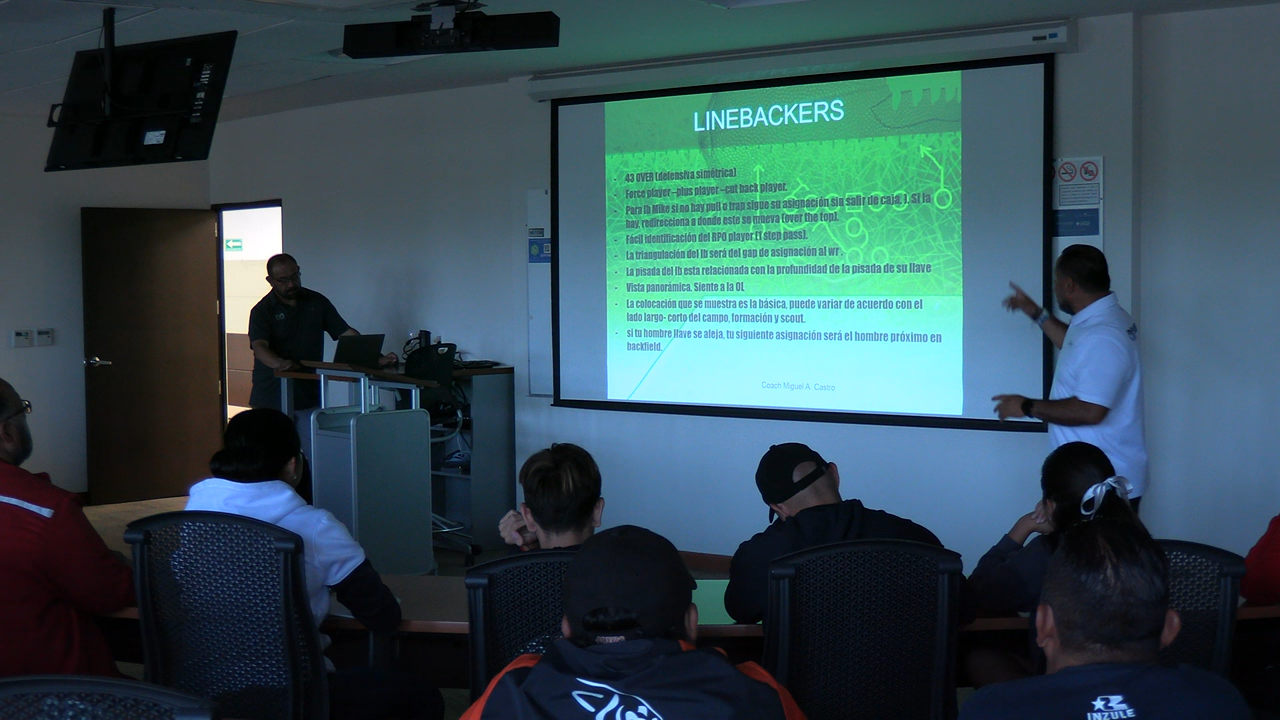 LINEBACKERS
- 43 OVER (defensiva simétrica)
- Force player –plus player –cut back player.
- Para lb Mike si no hay pull o trap sigue su asignación sin salir de caja, ). Si la
hay, redirecciona a donde este se mueva (over the top).
- Fácil identificación del RPO player (1 step pass).
- La triangulación del lb será del gap de asignación al wr .
- La pisada del lb esta relacionada con la profundidad de la pisada de su llave
- Vista panorámica. Siente a la OL
- La colocación que se muestra es la básica, puede variar de acuerdo con el
lado largo- corto del campo, formación y scout.
- si tu hombre llave se aleja, tu siguiente asignación será el hombre próximo en
backfield.
Coach Miguel A. Castro
INZULE